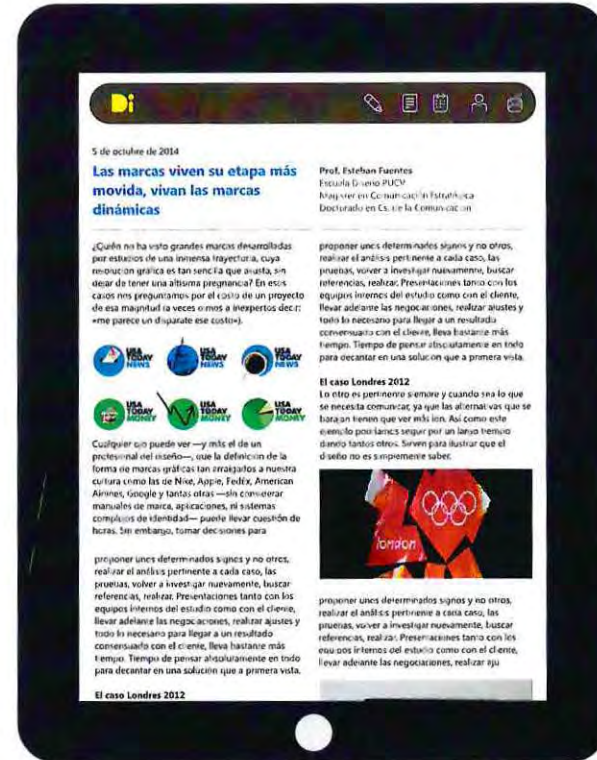 Di
5 de octubre de 2014
Las marcas viven su etapa más
movida, vivan las marcas
dinámicas
Prof. Esteban Fuentes
Escuela Diseño PUCV
Magister en Comunicación Estratégica
Doctorado en Cs. de la Comunicación
¿Quién no ha visto grandes marcas desarrolladas
por estudios de una inmensa trayectoria, cuya
resolución gráfica es tan sencilla que asusta, sin
dejar de tener una altísima pregnancia? En esos
casos nos preguntamos por el costo de un proyecto
de esa magnitud (a veces oímos a inexpertos decir:
«me parece un disparate ese costo»).
USA TODAY NEWS
USA TODAY NEWS
USA TODAY NEWS
USA TODAY MONEY
USA TODAY MONEY
USA TODAY MONEY
Cualquier ojo puede ver —y más el de un
profesional del diseño—, que la definición de la
forma de marcas gráficas tan arraigados a nuestra
cultura como las de Nike, Apple, FedEx, American
Airlines, Google y tantas otras —sin considerar
manuales de marca, aplicaciones, ni sistemas
complejos de identidad— puede llevar cuestión de
horas. Sin embargo, tomar decisiones para
proponer unos determinados signos y no otros,
realizar el análisis pertinente a cada caso, las
pruebas, volver a investigar nuevamente, buscar
referencias, realizar. Presentaciones tanto con los
equipos internos del estudio como con el cliente,
llevar adelante las negociaciones, realizar ajustes y
todo lo necesario para llegar a un resultado
consensuado con el cliente, lleva bastante más
tiempo. Tiempo de pensar absolutamente en todo
para decantar en una solución que a primera vista.
El caso Londres 2012
proponer unos determinados signos y no otros,
realizar el análisis pertinente a cada caso, las
pruebas, volver a investigar nuevamente, buscar
referencias, realizar. Presentaciones tanto con los
equipos internos del estudio como con el cliente,
llevar adelante las negociaciones, realizar ajustes y
todo lo necesario para llegar a un resultado
consensuado con el cliente, lleva bastante más
tiempo. Tiempo de pensar absolutamente en todo
para decantar en una solución que a primera vista.
El caso Londres 2012
Lo otro es pertinente siempre y cuando sea lo que
se necesita comunicar, ya que las alternativas que se
barajan tienen que ver más con. Así como este
ejemplo podríamos seguir por un largo tiempo
dando tantos otros. Sirven para ilustrar que el
diseño no es simplemente saber.
london
proponer unos determinados signos y no otros,
realizar el análisis pertinente a cada caso, las
pruebas, volver a investigar nuevamente, buscar
referencias, realizar. Presentaciones tanto con los
equipos internos del estudio como con el cliente,
llevar adelante las negociaciones, realizar aju